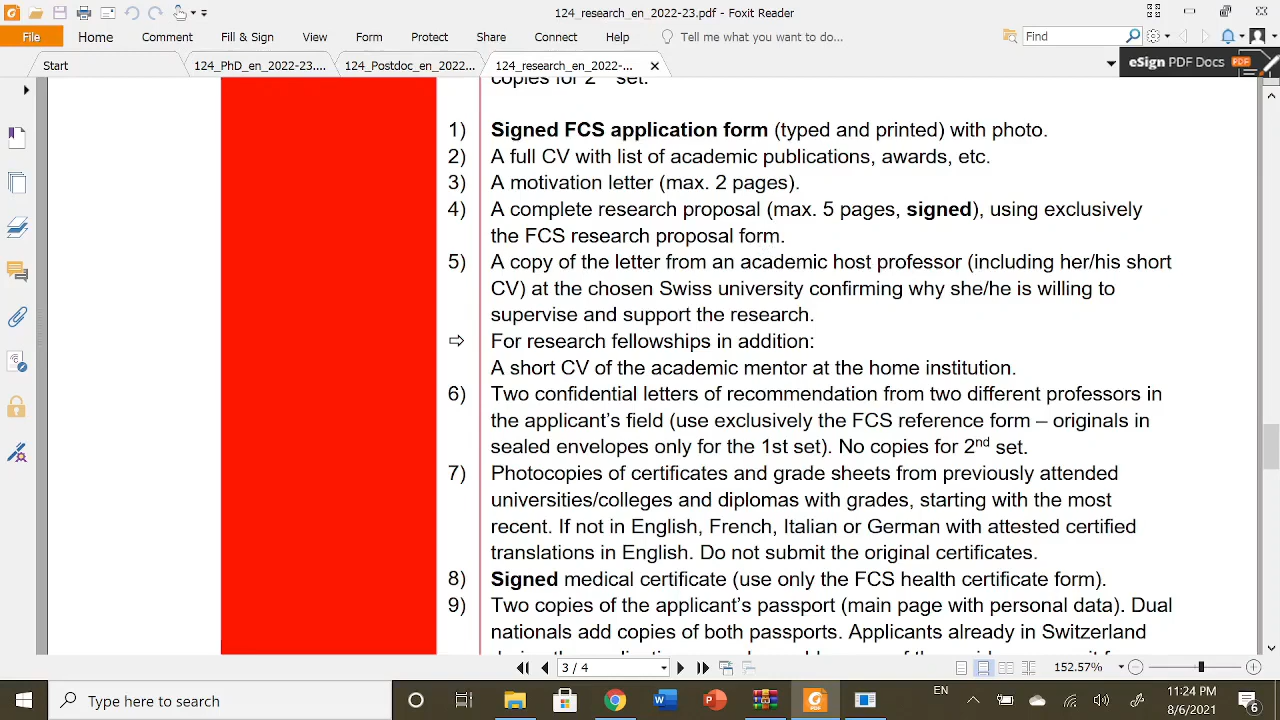 124_research_en_2022-23.pdf - Foxit Reader
File Home Comment Fill & Sign View Form Protect Share Connect Help Tell me what you want to do... Find
Start 124_PhD_en_2022-23.... 124_Postdoc_en_2022... 124_research_en_2022-... eSign PDF Docs PDF
copies for 2 set.
1) Signed FCS application form (typed and printed) with photo.
2) A full CV with list of academic publications, awards, etc.
3) A motivation letter (max. 2 pages).
4) A complete research proposal (max. 5 pages, signed), using exclusively
the FCS research proposal form.
5) A copy of the letter from an academic host professor (including her/his short
CV) at the chosen Swiss university confirming why she/he is willing to
supervise and support the research.
⇨ For research fellowships in addition:
A short CV of the academic mentor at the home institution.
6) Two confidential letters of recommendation from two different professors in
the applicant’s field (use exclusively the FCS reference form – originals in
sealed envelopes only for the 1st set). No copies for 2nd set.
7) Photocopies of certificates and grade sheets from previously attended
universities/colleges and diplomas with grades, starting with the most
recent. If not in English, French, Italian or German with attested certified
translations in English. Do not submit the original certificates.
8) Signed medical certificate (use only the FCS health certificate form).
9) Two copies of the applicant’s passport (main page with personal data). Dual
nationals add copies of both passports. Applicants already in Switzerland
3 / 4 152.57%
Type here to search EN 11:24 PM
8/6/2021 6